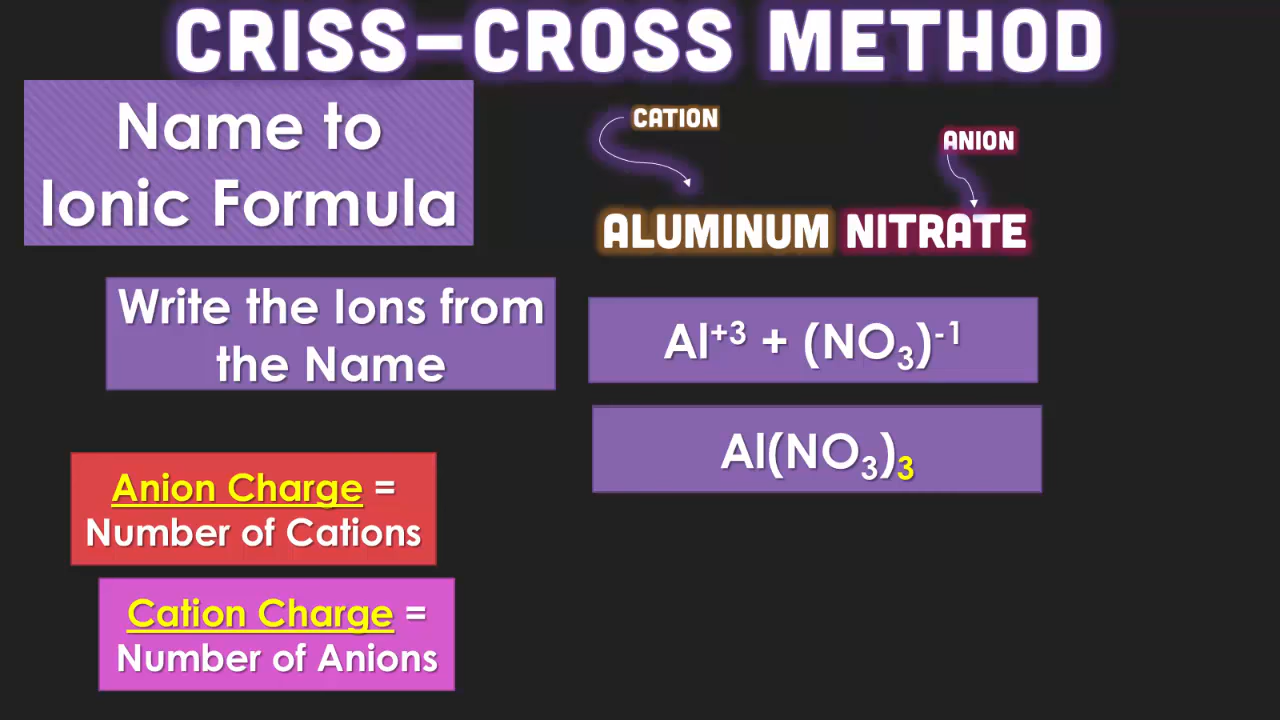 CRISS-CROSS METHOD
Name to
Ionic Formula
CATION
ANION
ALUMINUM NITRATE
Write the Ions from
the Name
Al⁺³ + (NO₃)⁻¹
Al(NO₃)₃
Anion Charge =
Number of Cations
Cation Charge =
Number of Anions